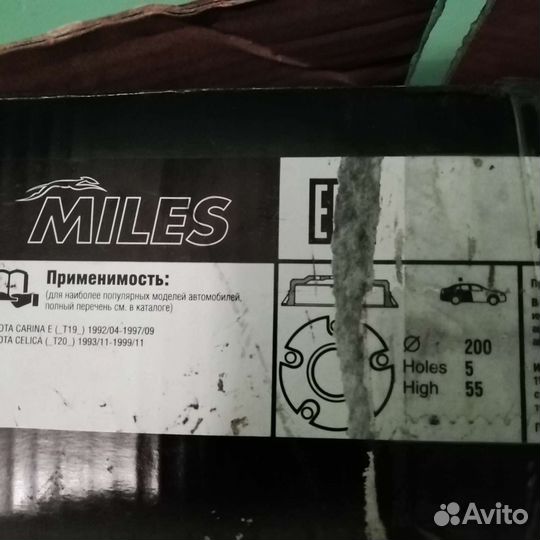 MILES
Применимость:
(для наиболее популярных моделей автомобилей,
полный перечень см. в каталоге)
OTA CARINA E (_T19_) 1992/04-1997/09
OTA CELICA (_T20_) 1993/11-1999/11
Ø 200
Holes 5
High 55
Avito